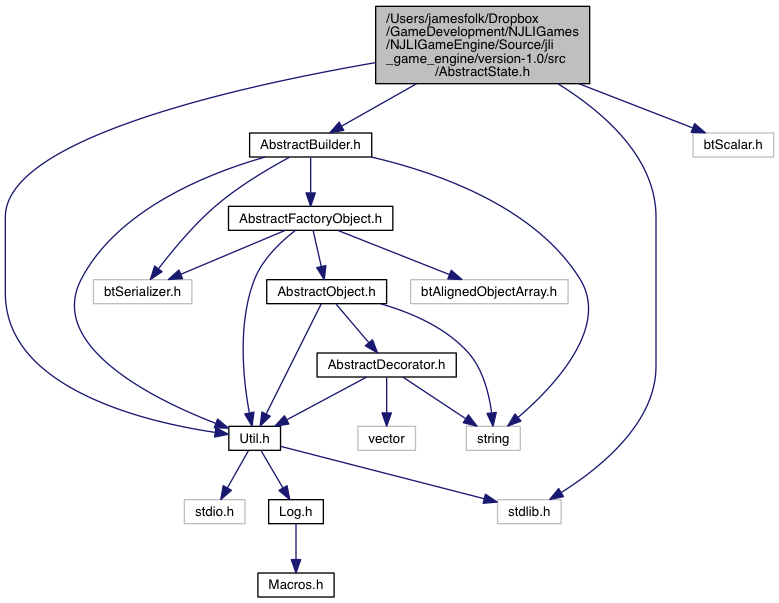 /Users/jamesfolk/Dropbox
/GameDevelopment/NJLIGames
/NJLIGameEngine/Source/jli
_game_engine/version-1.0/src
/AbstractState.h
AbstractBuilder.h
btScalar.h
AbstractFactoryObject.h
btSerializer.h
AbstractObject.h
btAlignedObjectArray.h
AbstractDecorator.h
Util.h
vector
string
stdio.h
Log.h
stdlib.h
Macros.h